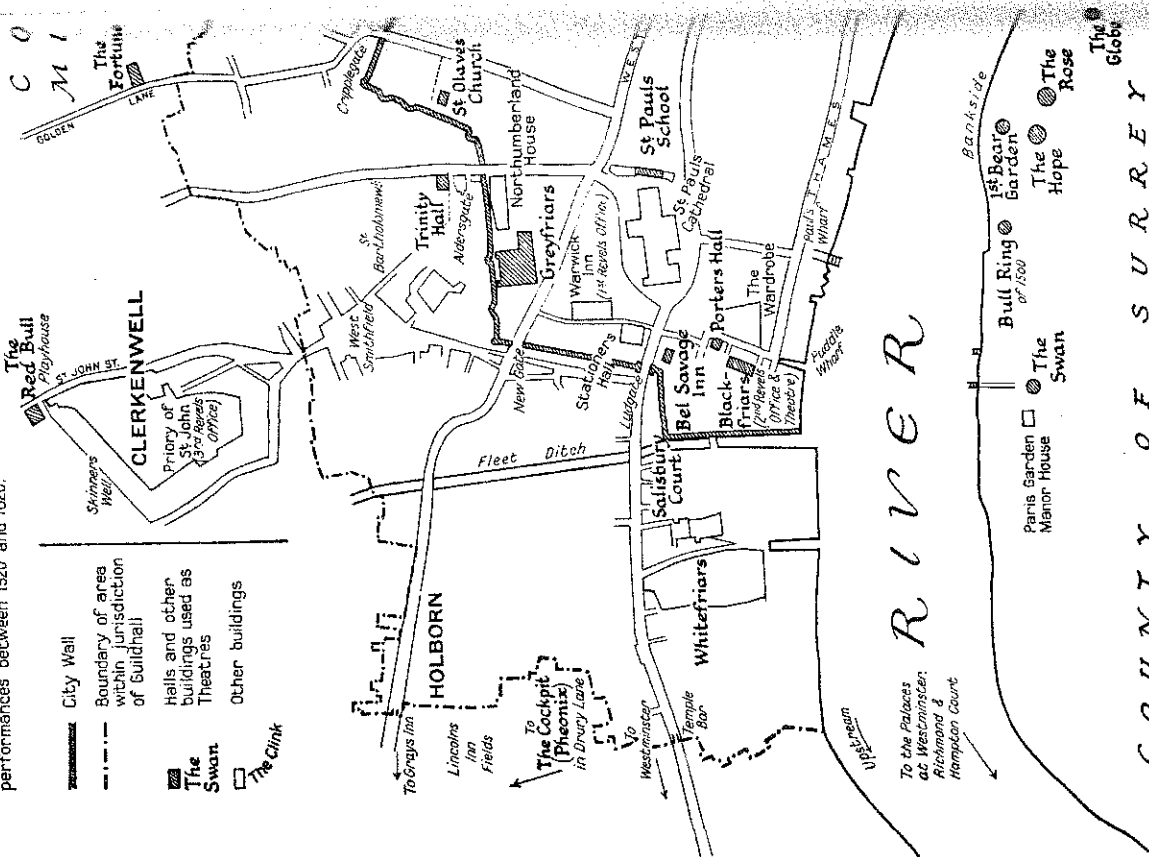 performances between 1520 and 1620.
City Wall
Boundary of area
within jurisdiction
of Guildhall
Halls and other
buildings used as
Theatres
The
Swan
Other buildings
The Clink
C O
M I
The
Fortune
GOLDEN LANE
The
Red Bull
Playhouse
ST JOHN ST.
CLERKENWELL
Priory of
St John
(3rd Revels
Office)
Skinners
Well
Cripplegate
St Olaves
Church
Northumberland
House
St
Bartholomews
Trinity
Hall
Aldersgate
West
Smithfield
Greyfriars
WEST
St Pauls
School
Warwick
Inn
(1st Revels Office)
St Pauls
Cathedral
New Gate
Stationers
Hall
Ludgate
Bel Savage
Inn
Porters Hall
Black-
friars
(2nd Revels
Office &
Theatre)
The
Wardrobe
THAMES
Pauls
Wharf
Puddle
Wharf
Fleet Ditch
Salisbury
Court
Whitefriars
HOLBORN
To Grays Inn
Lincolns
Inn
Fields
To
The Cockpit
(Pheonix)
in Drury Lane
To
Westminster
Temple
Bar
Upstream
To the Palaces
at Westminster
Richmond &
Hampton Court
RIVER
Bankside
The
Globe
The
Rose
The
Hope
1st Bear
Garden
Bull Ring
of 1500
The
Swan
Paris Garden
Manor House
COUNTY OF SURREY